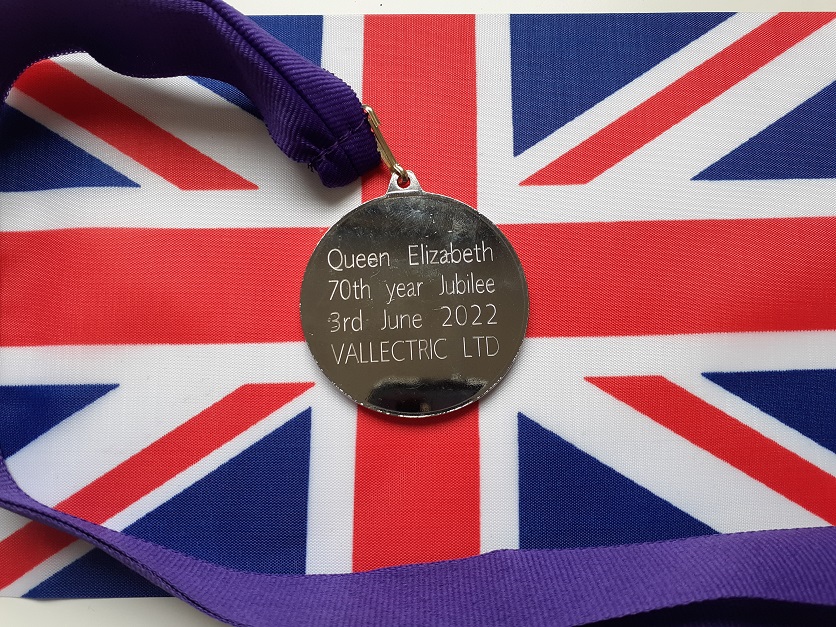 Queen Elizabeth
70th year Jubilee
3rd June 2022
VALLECTRIC LTD